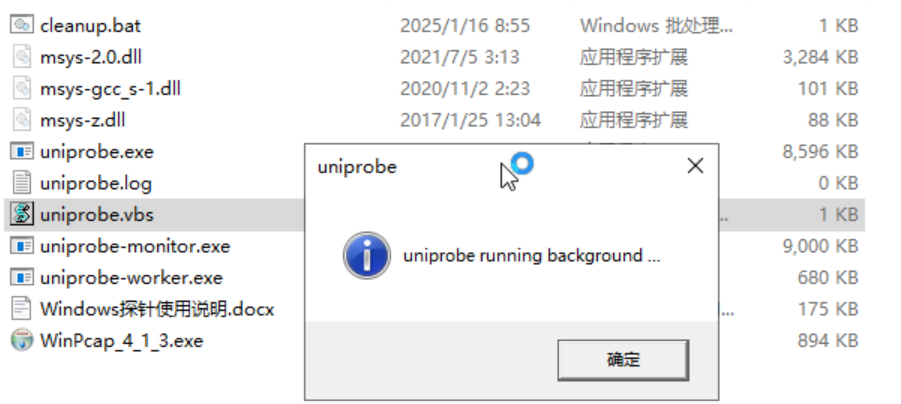 cleanup.bat 2025/1/16 8:55 Windows 批处理... 1 KB
msys-2.0.dll 2021/7/5 3:13 应用程序扩展 3,284 KB
msys-gcc_s-1.dll 2020/11/2 2:23 应用程序扩展 101 KB
msys-z.dll 2017/1/25 13:04 应用程序扩展 88 KB
uniprobe.exe 8,596 KB
uniprobe.log 0 KB
uniprobe.vbs .. 1 KB
uniprobe-monitor.exe 9,000 KB
uniprobe-worker.exe 680 KB
Windows探针使用说明.docx ... 175 KB
WinPcap_4_1_3.exe 894 KB
uniprobe
uniprobe running background ...
确定